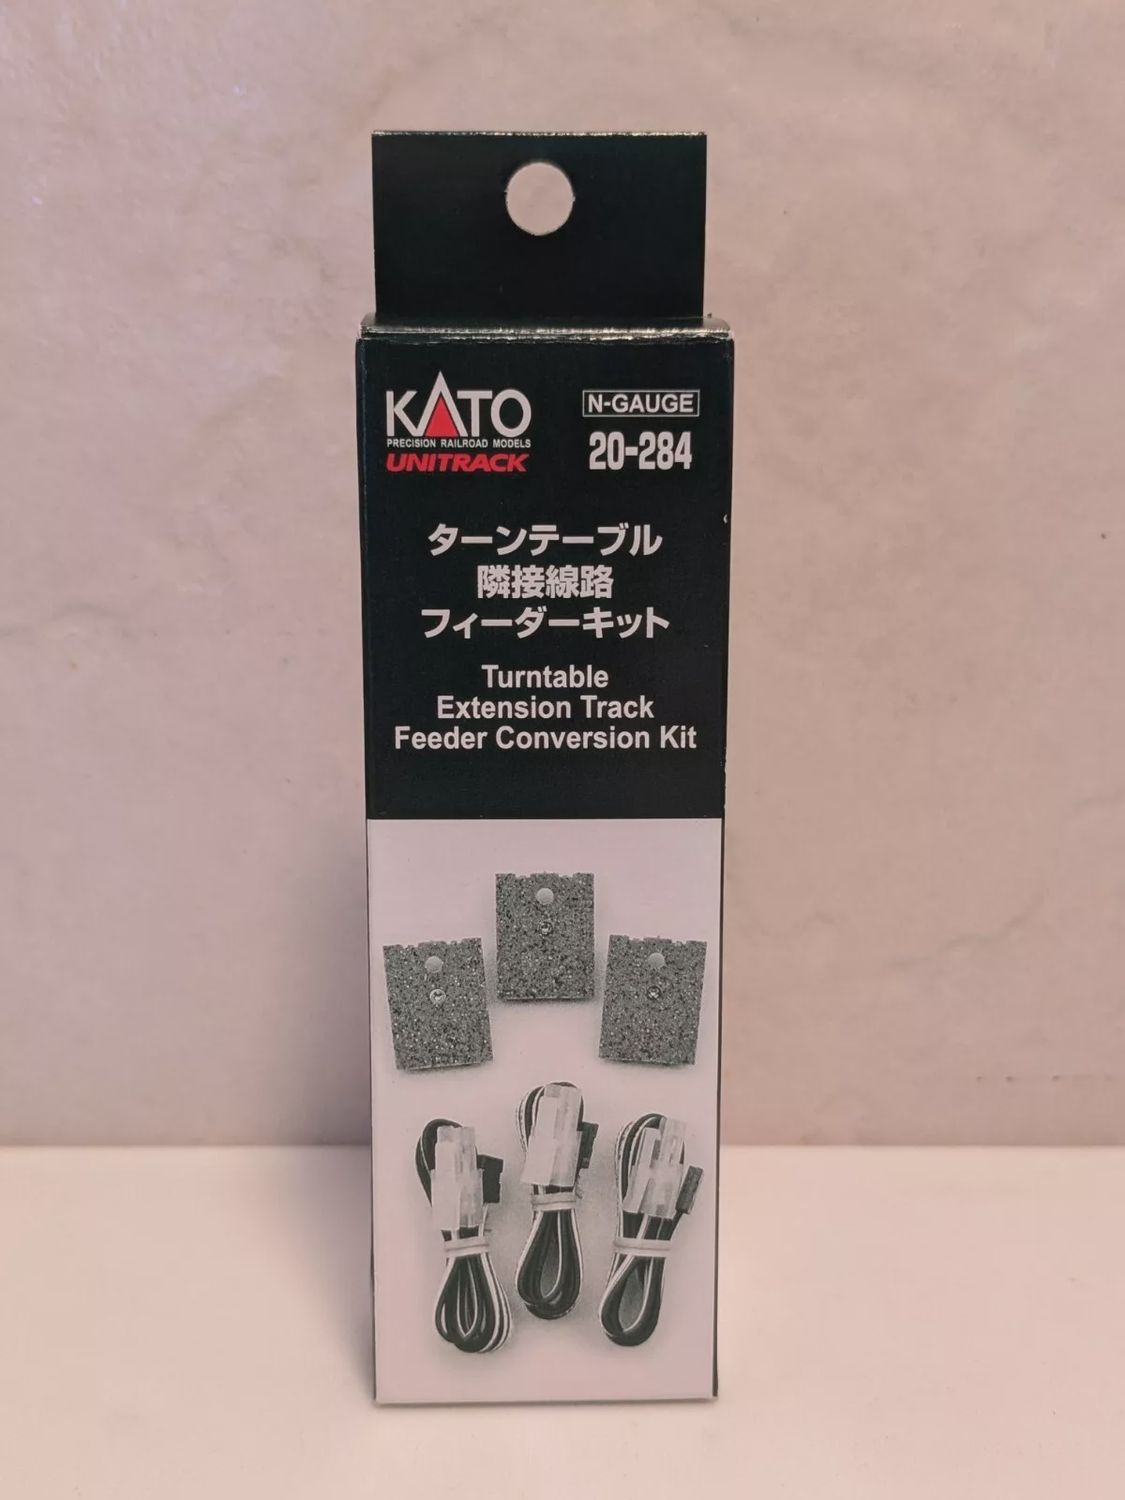 KATO
PRECISION RAILROAD MODELS
UNITRACK
N-GAUGE
20-284
ターンテーブル
隣接線路
フィーダーキット
Turntable
Extension Track
Feeder Conversion Kit